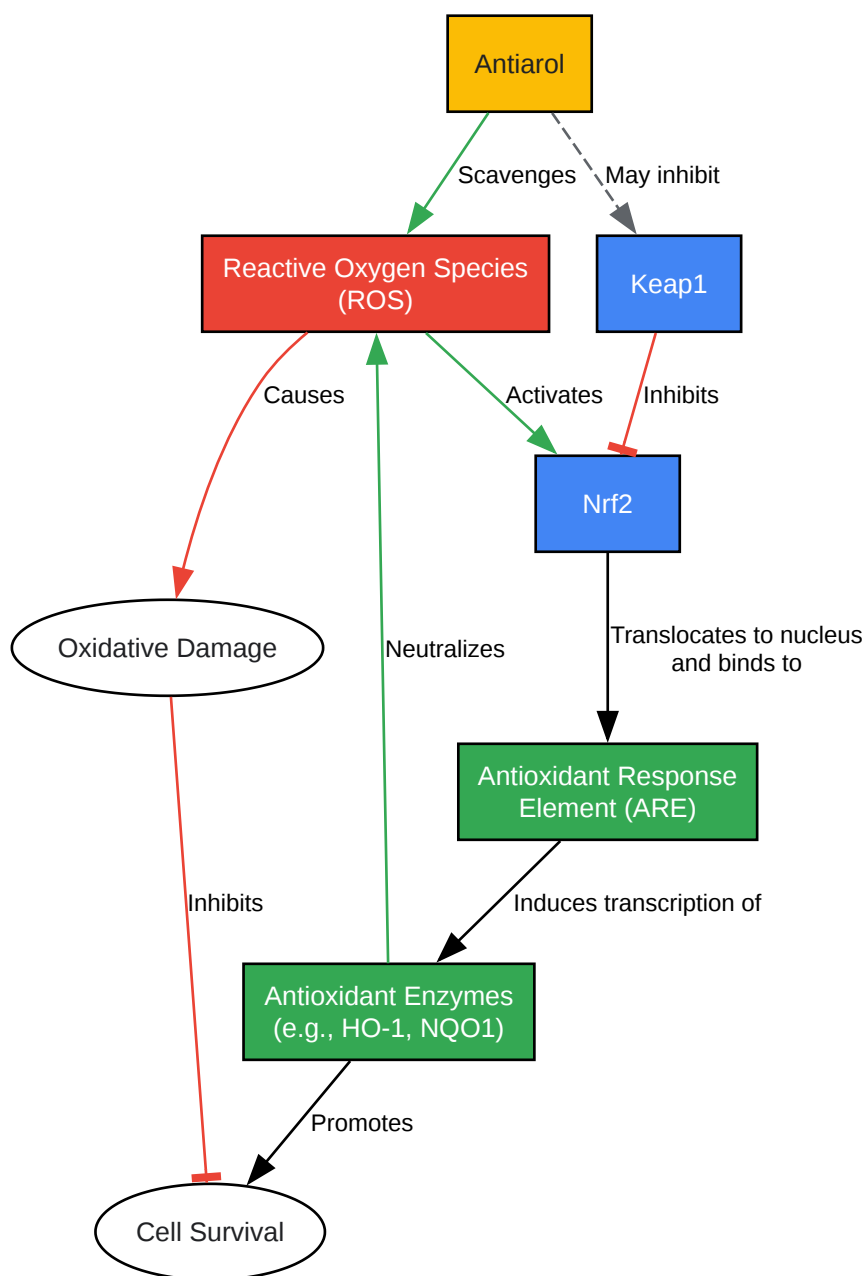 Antiarol
Scavenges
May inhibit
Reactive Oxygen Species
(ROS)
Keap1
Causes
Activates
Inhibits
Nrf2
Oxidative Damage
Neutralizes
Translocates to nucleus
and binds to
Antioxidant Response
Element (ARE)
Inhibits
Induces transcription of
Antioxidant Enzymes
(e.g., HO-1, NQO1)
Promotes
Cell Survival